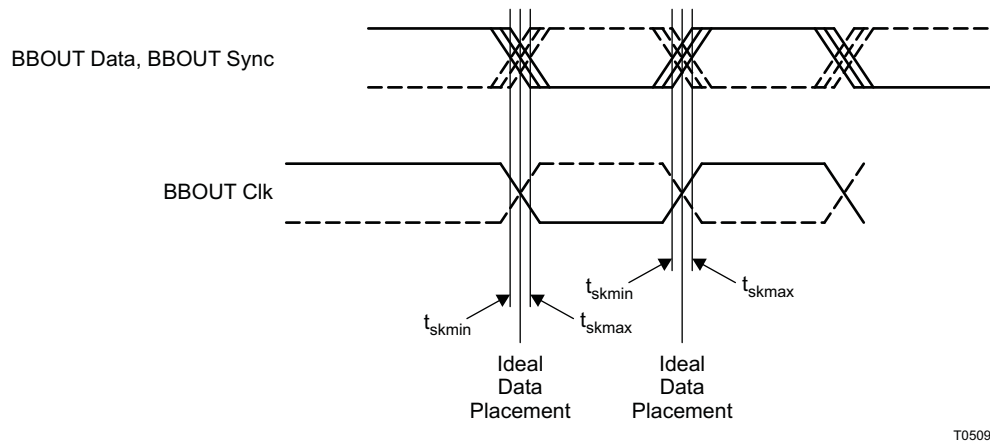 BBOUT Data, BBOUT Sync
BBOUT Clk
tskmin
tskmax
tskmin
tskmax
Ideal
Data
Placement
Ideal
Data
Placement
T0509